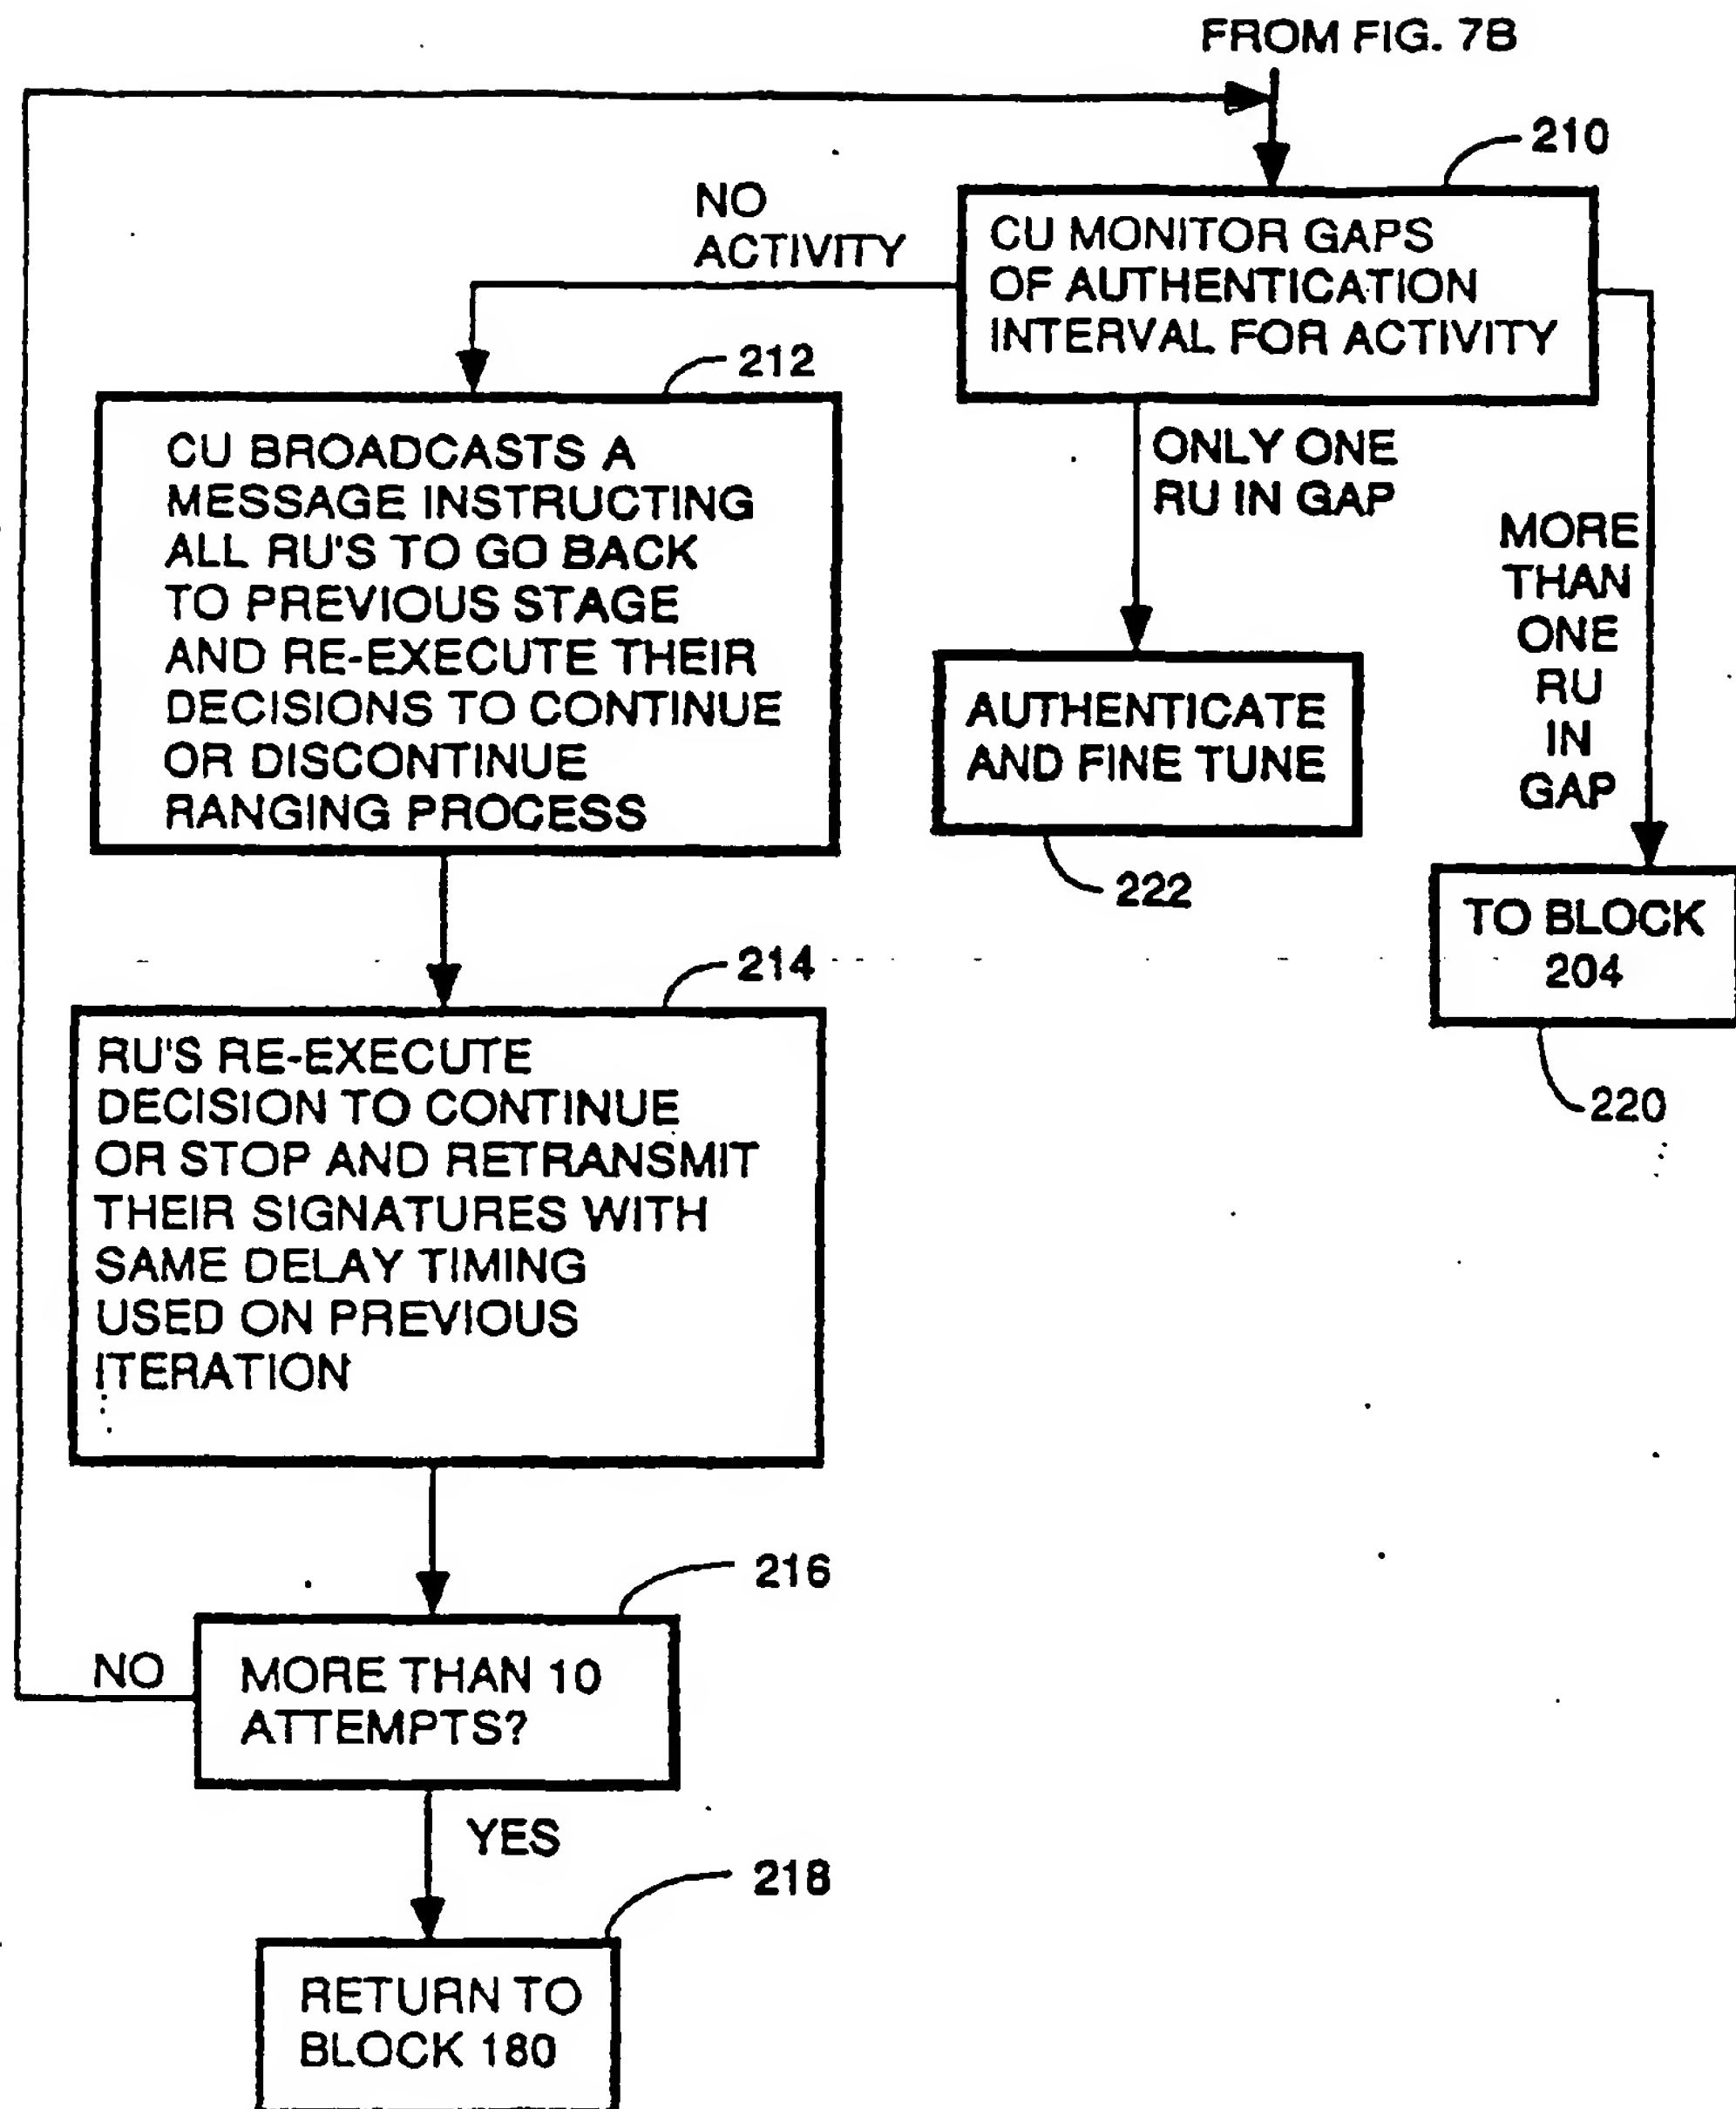 FROM FIG. 7B
210
NO
ACTIVITY
CU MONITOR GAPS
OF AUTHENTICATION
INTERVAL FOR ACTIVITY
212
CU BROADCASTS A
MESSAGE INSTRUCTING
ALL RU'S TO GO BACK
TO PREVIOUS STAGE
AND RE-EXECUTE THEIR
DECISIONS TO CONTINUE
OR DISCONTINUE
RANGING PROCESS
ONLY ONE
RU IN GAP
MORE
THAN
ONE
RU
IN
GAP
AUTHENTICATE
AND FINE TUNE
222
TO BLOCK
204
220
214
RU'S RE-EXECUTE
DECISION TO CONTINUE
OR STOP AND RETRANSMIT
THEIR SIGNATURES WITH
SAME DELAY TIMING
USED ON PREVIOUS
ITERATION
216
NO
MORE THAN 10
ATTEMPTS?
YES
218
RETURN TO
BLOCK 180